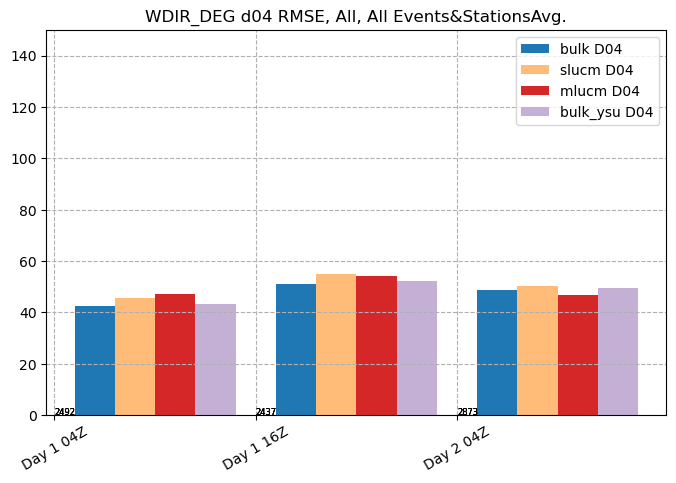 WDIR_DEG d04 RMSE, All, All Events&StationsAvg.
bulk D04
slucm D04
mlucm D04
bulk_ysu D04
140
120
100
80
60
40
20
0
2492
2437
2873
Day 1 04Z
Day 1 16Z
Day 2 04Z